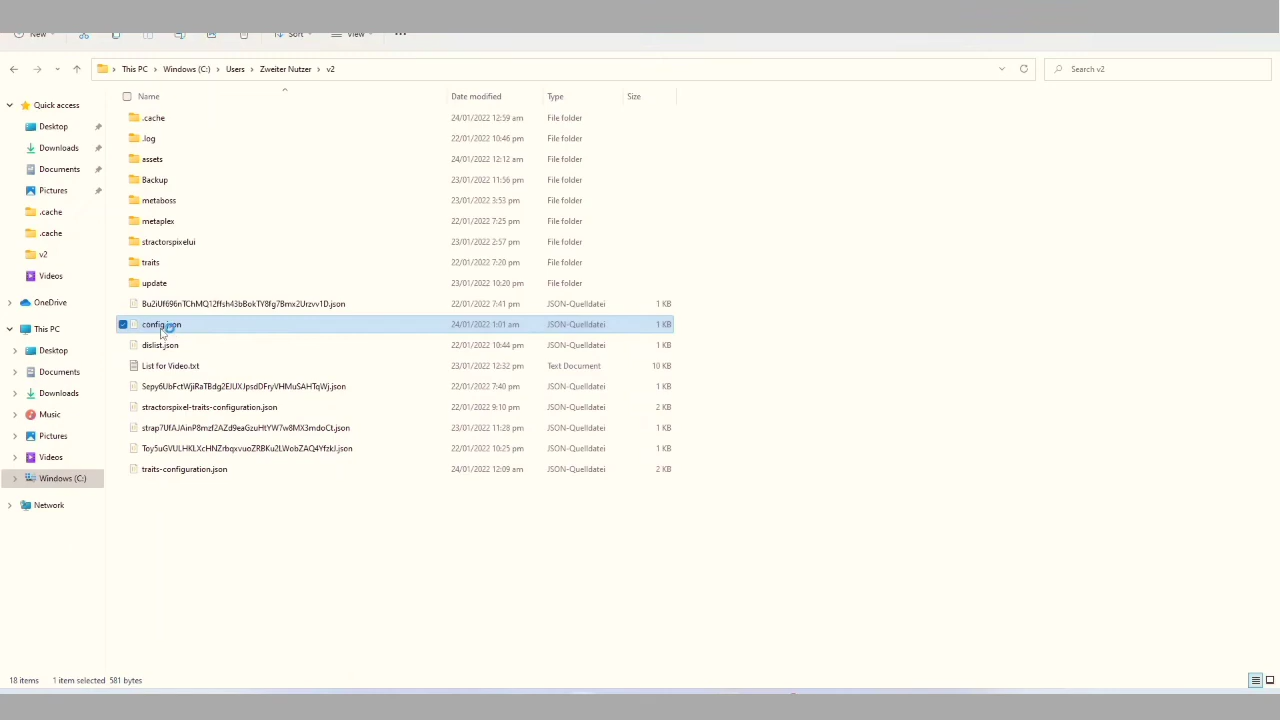 New
Sort
View
This PC > Windows (C:) > Users > Zweiter Nutzer > v2
Search v2
Name Date modified Type Size
Quick access
Desktop
Downloads
Documents
Pictures
.cache
.cache
v2
Videos
OneDrive
This PC
Desktop
Documents
Downloads
Music
Pictures
Videos
Windows (C:)
Network
.cache 24/01/2022 12:59 am File folder
.log 22/01/2022 10:46 pm File folder
assets 24/01/2022 12:12 am File folder
Backup 23/01/2022 11:56 pm File folder
metaboss 23/01/2022 3:53 pm File folder
metaplex 22/01/2022 7:25 pm File folder
stractorspixelui 23/01/2022 2:57 pm File folder
traits 22/01/2022 7:20 pm File folder
update 23/01/2022 10:20 pm File folder
22/01/2022 7:41 pm JSON-Quelldatei 1 KB
config.json 24/01/2022 1:01 am JSON-Quelldatei 1 KB
dislist.json 22/01/2022 10:44 pm JSON-Quelldatei 1 KB
List for Video.txt 23/01/2022 12:32 pm Text Document 10 KB
22/01/2022 7:40 pm JSON-Quelldatei 1 KB
stractorspixel-traits-configuration.json 22/01/2022 9:10 pm JSON-Quelldatei 2 KB
23/01/2022 11:28 pm JSON-Quelldatei 1 KB
22/01/2022 10:25 pm JSON-Quelldatei 1 KB
traits-configuration.json 24/01/2022 12:09 am JSON-Quelldatei 2 KB
18 items 1 item selected 581 bytes